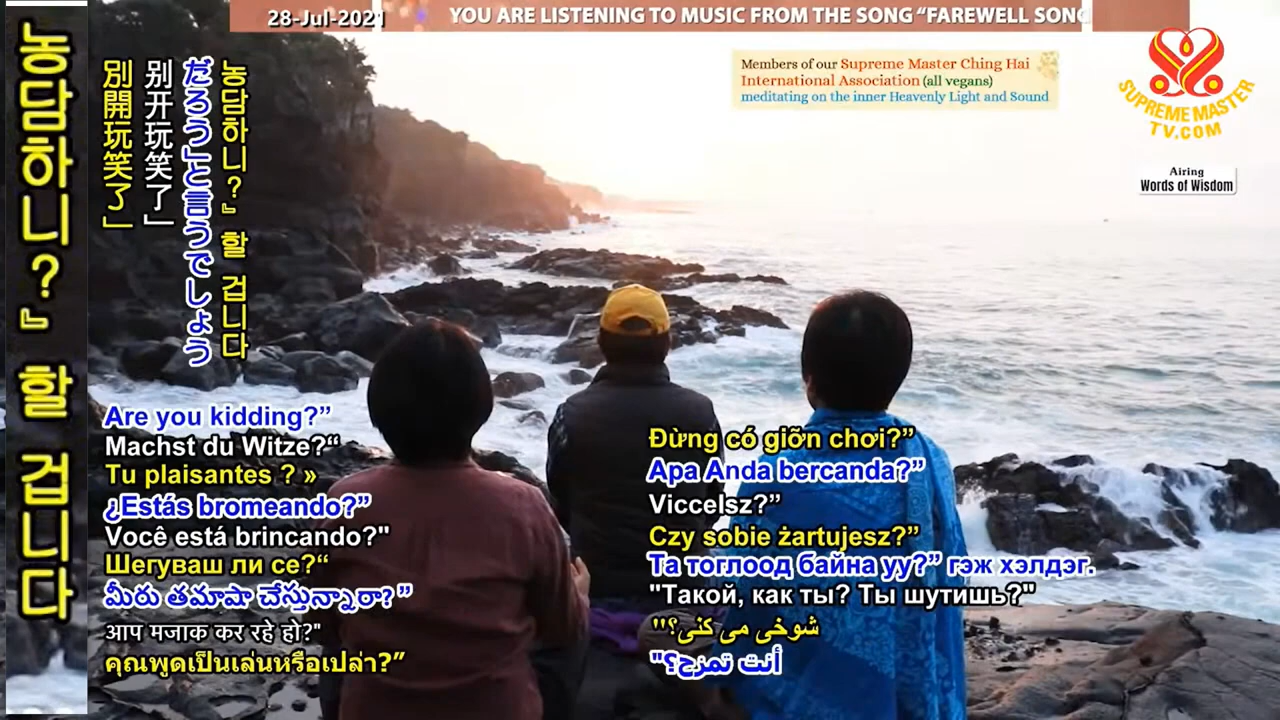 28-Jul-2021
YOU ARE LISTENING TO MUSIC FROM THE SONG “FAREWELL SONG
Members of our Supreme Master Ching Hai
International Association (all vegans)
meditating on the inner Heavenly Light and Sound
SUPREME MASTER
TV.COM
Airing
Words of Wisdom
농담하니?』 할 겁니다
농담하니?』 할 겁니다
だろう」と言うでしょう
别开玩笑了」
別開玩笑了」
Are you kidding?”
Machst du Witze?“
Tu plaisantes ? »
¿Estás bromeando?”
Você está brincando?"
Шегуваш ли се?“
మీరు తమాషా చేస్తున్నారా?”
आप मजाक कर रहे हो?"
คุณพูดเป็นเล่นหรือเปล่า?”
Đừng có giỡn chơi?”
Apa Anda bercanda?”
Viccelsz?”
Czy sobie żartujesz?”
Та тоглоод байна уу?” гэж хэлдэг.
"Такой, как ты? Ты шутишь?"
شوخی می کنی؟"
أنت تمزح؟"